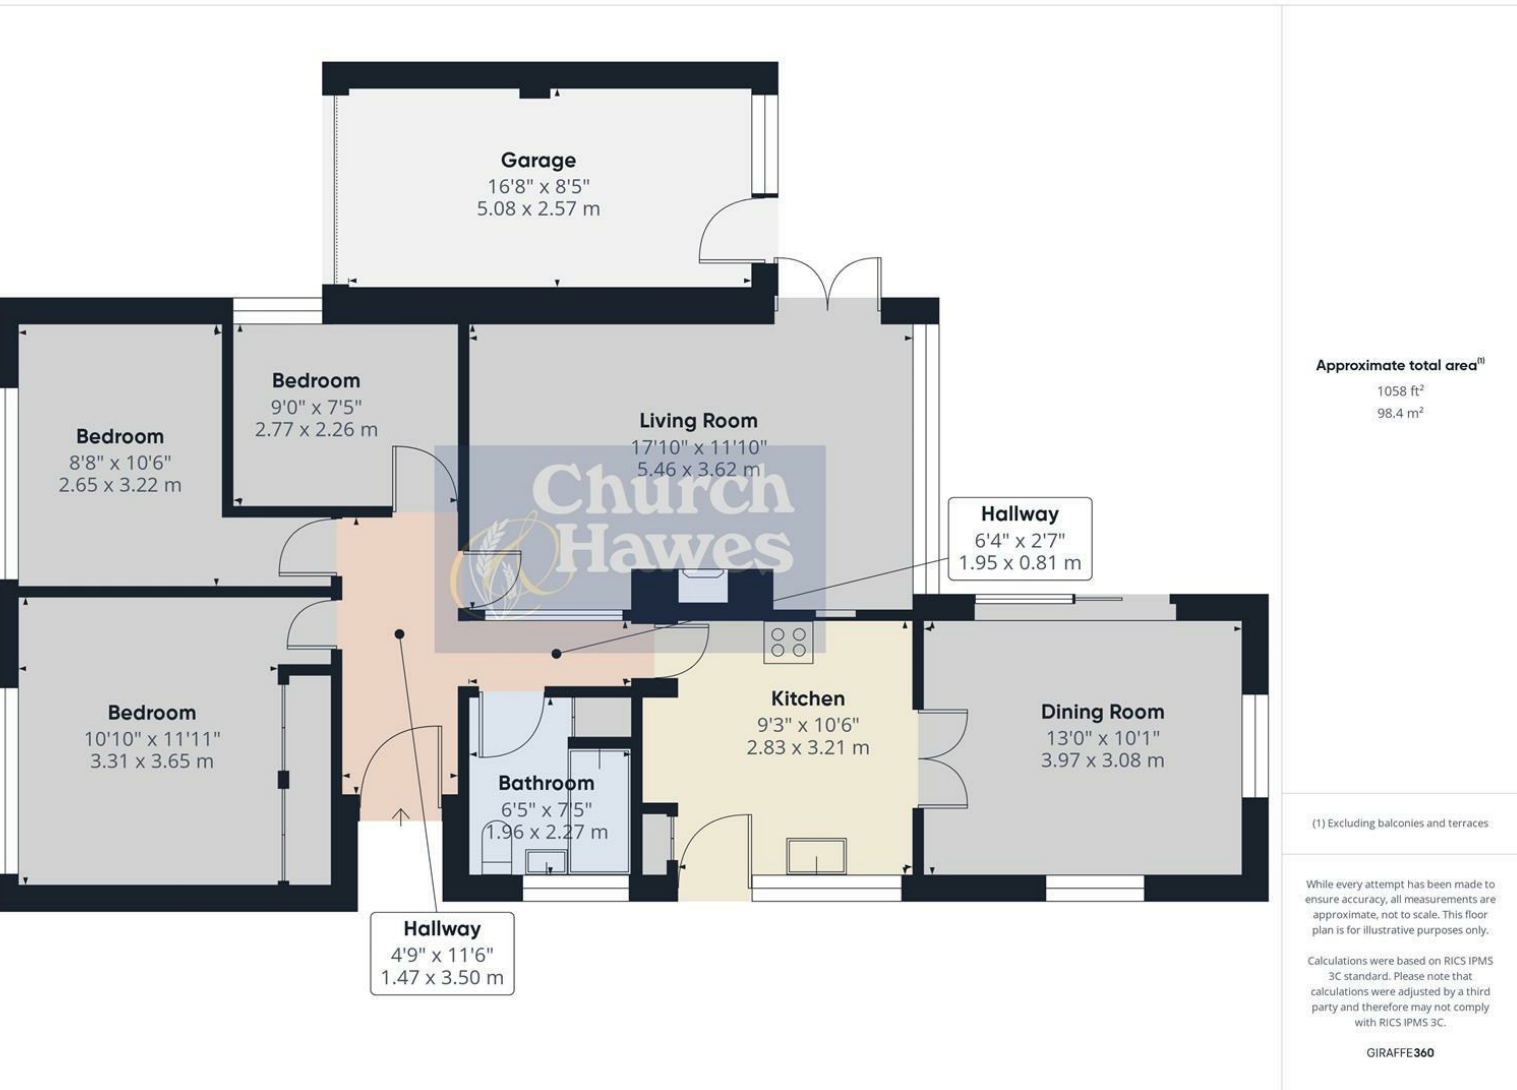 Garage
16'8" x 8'5"
5.08 x 2.57 m
Bedroom
9'0" x 7'5"
2.77 x 2.26 m
Bedroom
8'8" x 10'6"
2.65 x 3.22 m
Living Room
17'10" x 11'10"
5.46 x 3.62 m
Church
& Hawes
Hallway
6'4" x 2'7"
1.95 x 0.81 m
Bedroom
10'10" x 11'11"
3.31 x 3.65 m
Kitchen
9'3" x 10'6"
2.83 x 3.21 m
Dining Room
13'0" x 10'1"
3.97 x 3.08 m
Bathroom
6'5" x 7'5"
1.96 x 2.27 m
Hallway
4'9" x 11'6"
1.47 x 3.50 m
Approximate total area(1)
1058 ft²
98.4 m²
(1) Excluding balconies and terraces
While every attempt has been made to
ensure accuracy, all measurements are
approximate, not to scale. This floor
plan is for illustrative purposes only.
Calculations were based on RICS IPMS
3C standard. Please note that
calculations were adjusted by a third
party and therefore may not comply
with RICS IPMS 3C.
GIRAFFE360